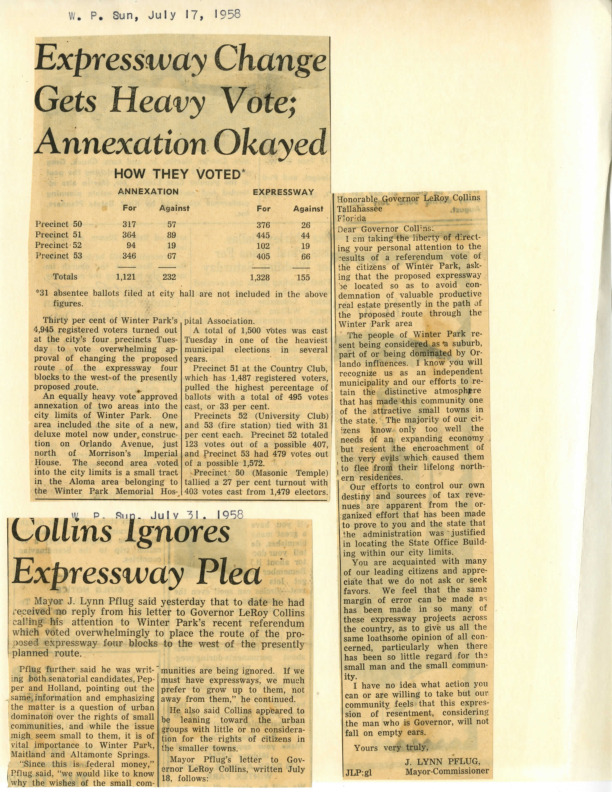 W. P. Sun, July 17, 1958
Expressway Change
Gets Heavy Vote;
Annexation Okayed
HOW THEY VOTED*
ANNEXATION EXPRESSWAY
For Against For Against
Precinct 50 317 57 376 26
Precinct 51 364 89 445 44
Precinct 52 94 19 102 19
Precinct 53 346 67 405 66
Totals 1,121 232 1,328 155
*31 absentee ballots filed at city hall are not included in the above
figures.
Thirty per cent of Winter Park's
4,945 registered voters turned out
at the city's four precincts Tues-
day to vote overwhelming ap-
proval of changing the proposed
route of the expressway four
blocks to the west-of the presently
proposed route.
An equally heavy vote approved
annexation of two areas into the
city limits of Winter Park. One
area included the site of a new,
deluxe motel now under construc-
tion on Orlando Avenue, just
north of Morrison's Imperial
House. The second area voted
into the city limits is a small tract
in the Aloma area belonging to
the Winter Park Memorial Hos-
pital Association.
A total of 1,500 votes was cast
Tuesday in one of the heaviest
municipal elections in several
years.
Precinct 51 at the Country Club,
which has 1,487 registered voters,
pulled the highest percentage of
ballots with a total of 495 votes
cast, or 33 per cent.
Precincts 52 (University Club)
and 53 (fire station) tied with 31
per cent each. Precinct 52 totaled
123 votes out of a possible 407,
and Precinct 53 had 479 votes out
of a possible 1,572.
Precinct 50 (Masonic Temple)
tallied a 27 per cent turnout with
403 votes cast from 1,479 electors.
W. P. Sun, July 31, 1958
Collins Ignores
Expressway Plea
Mayor J. Lynn Pflug said yesterday that to date he had
received no reply from his letter to Governor LeRoy Collins
calling his attention to Winter Park's recent referendum
which voted overwhelmingly to place the route of the pro-
posed expressway four blocks to the west of the presently
planned route.
Pflug further said he was writ-
ing both senatorial candidates, Pep-
per and Holland, pointing out the
same information and emphasizing
the matter is a question of urban
dominaton over the rights of small
communities, and while the issue
migh seem small to them, it is of
vital importance to Winter Park,
Maitland and Altamonte Springs.
"Since this is federal money,"
Pflug said, "we would like to know
why the wishes of the small com-
munities are being ignored. If we
must have expressways, we much
prefer to grow up to them, not
away from them," he continued.
He also said Collins appeared to
be leaning toward the urban
groups with little or no considera-
tion for the rights of citizens in
the smaller towns.
Mayor Pflug's letter to Gov-
ernor LeRoy Collins, written July
18, follows:
Honorable Governor LeRoy Collins
Tallahassee
Florida
Dear Governor Collins:
I am taking the liberty of direct-
ing your personal attention to the
results of a referendum vote of
the citizens of Winter Park, ask-
ing that the proposed expressway
be located so as to avoid con-
demnation of valuable productive
real estate presently in the path of
the proposed route through the
Winter Park area
The people of Winter Park re-
sent being considered as a suburb,
part of or being dominated by Or-
lando influences. I know you will
recognize us as an independent
municipality and our efforts to re-
tain the distinctive atmosphere
that has made this community one
of the attractive small towns in
the state. The majority of our cit-
izens know only too well the
needs of an expanding economy
but resent the encroachment of
the very evils which caused them
to flee from their lifelong north-
ern residences.
Our efforts to control our own
destiny and sources of tax reve-
nues are apparent from the or-
ganized effort that has been made
to prove to you and the state that
the administration was justified
in locating the State Office Build-
ing within our city limits.
You are acquainted with many
of our leading citizens and appre-
ciate that we do not ask or seek
favors. We feel that the same
margin of error can be made as
has been made in so many of
these expressway projects across
the country, as to give us all the
same loathsome opinion of all con-
cerned, particularly when there
has been so little regard for the
small man and the small commun-
ity.
I have no idea what action you
can or are willing to take but our
community feels that this expres-
sion of resentment, considering
the man who is Governor, will not
fall on empty ears.
Yours very truly,
J. LYNN PFLUG,
JLP:gl Mayor-Commissioner